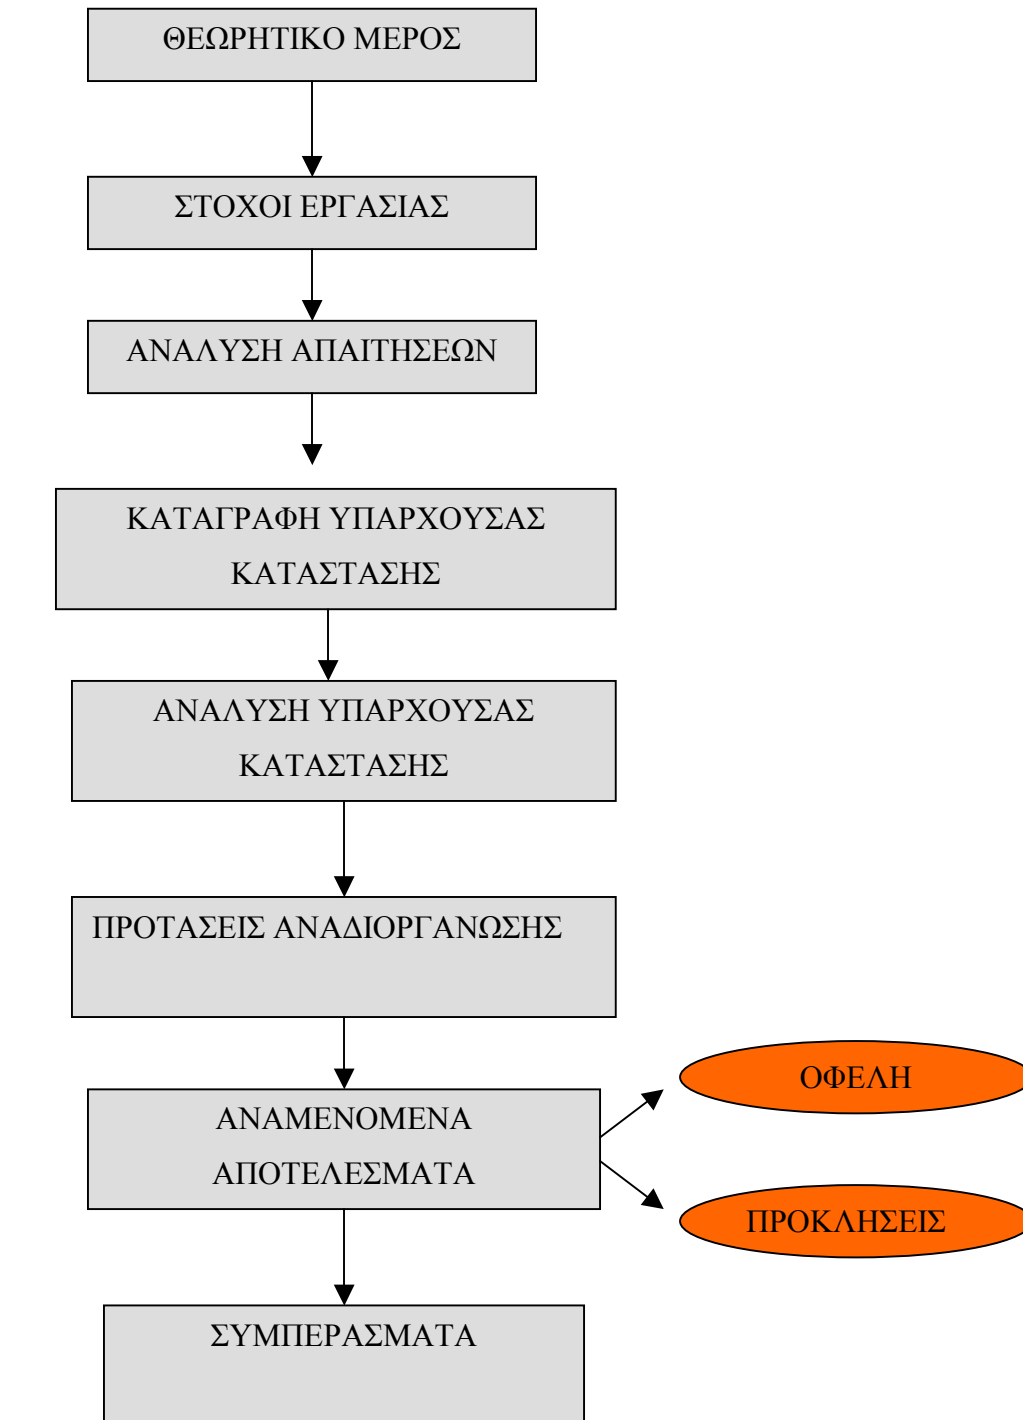 ΘΕΩΡΗΤΙΚΟ ΜΕΡΟΣ
ΣΤΟΧΟΙ ΕΡΓΑΣΙΑΣ
ΑΝΑΛΥΣΗ ΑΠΑΙΤΗΣΕΩΝ
ΚΑΤΑΓΡΑΦΗ ΥΠΑΡΧΟΥΣΑΣ
ΚΑΤΑΣΤΑΣΗΣ
ΑΝΑΛΥΣΗ ΥΠΑΡΧΟΥΣΑΣ
ΚΑΤΑΣΤΑΣΗΣ
ΠΡΟΤΑΣΕΙΣ ΑΝΑΔΙΟΡΓΑΝΩΣΗΣ
ΟΦΕΛΗ
ΑΝΑΜΕΝΟΜΕΝΑ
ΑΠΟΤΕΛΕΣΜΑΤΑ
ΠΡΟΚΛΗΣΕΙΣ
ΣΥΜΠΕΡΑΣΜΑΤΑ